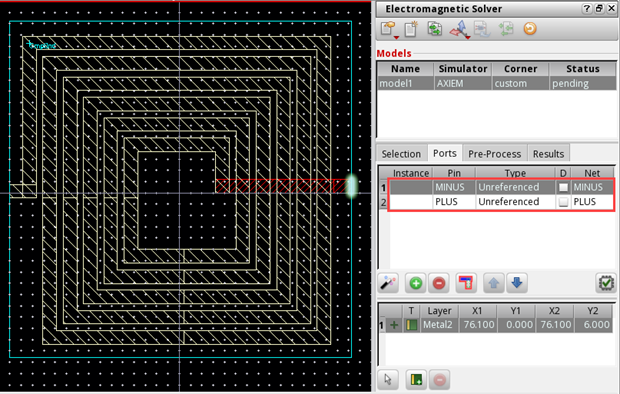 Electromagnetic Solver
Models
Name Simulator Corner Status
model1 AXIEM custom pending
Selection Ports Pre-Process Results
Instance Pin Type D Net
1 MINUS Unreferenced MINUS
2 PLUS Unreferenced PLUS
T Layer X1 Y1 X2 Y2
1 Metal2 76.100 0.000 76.100 6.000